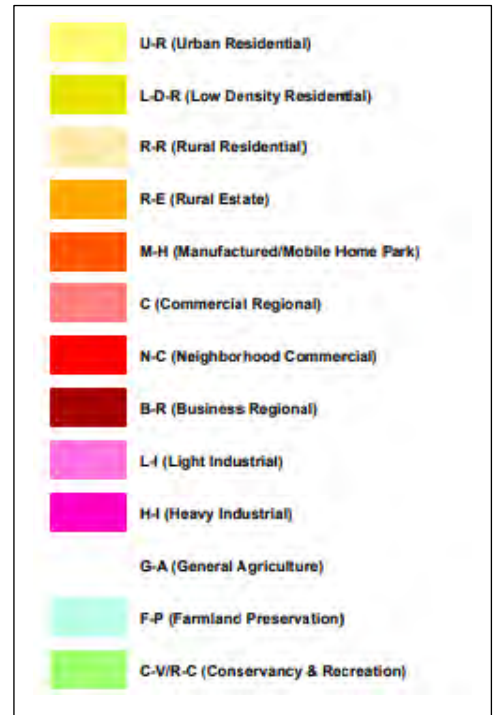 U-R (Urban Residential)
L-D-R (Low Density Residential)
R-R (Rural Residential)
R-E (Rural Estate)
M-H (Manufactured/Mobile Home Park)
C (Commercial Regional)
N-C (Neighborhood Commercial)
B-R (Business Regional)
L-I (Light Industrial)
H-I (Heavy Industrial)
G-A (General Agriculture)
F-P (Farmland Preservation)
C-V/R-C (Conservancy & Recreation)